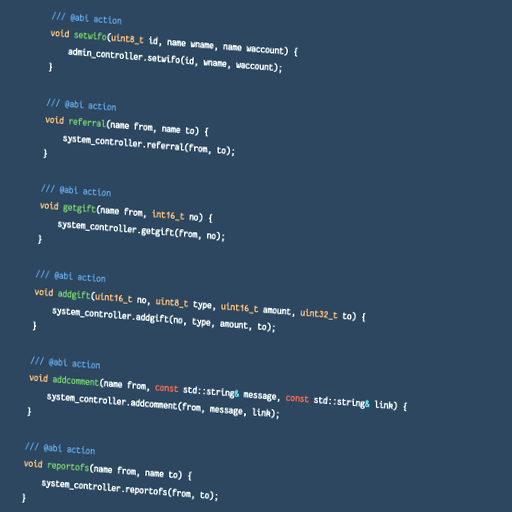 /// @abi action
void setwifo(uint8_t id, name wname, name waccount) {
admin_controller.setwifo(id, wname, waccount);
}
/// @abi action
void referral(name from, name to) {
system_controller.referral(from, to);
}
/// @abi action
void getgift(name from, int16_t no) {
system_controller.getgift(from, no);
}
/// @abi action
void addgift(uint16_t no, uint8_t type, uint16_t amount, uint32_t to) {
system_controller.addgift(no, type, amount, to);
}
/// @abi action
void addcomment(name from, const std::string& message, const std::string& link) {
system_controller.addcomment(from, message, link);
}
/// @abi action
void reportofs(name from, name to) {
system_controller.reportofs(from, to);
}